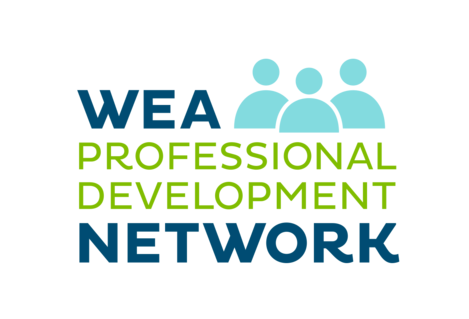 WEA
PROFESSIONAL
DEVELOPMENT
NETWORK